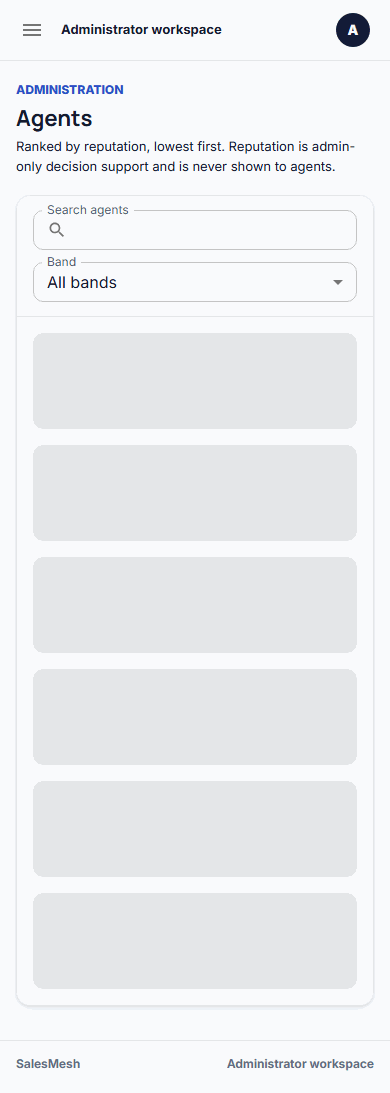 Administrator workspace
A
ADMINISTRATION
Agents
Ranked by reputation, lowest first. Reputation is admin-
only decision support and is never shown to agents.
Search agents
Band
All bands
SalesMesh
Administrator workspace